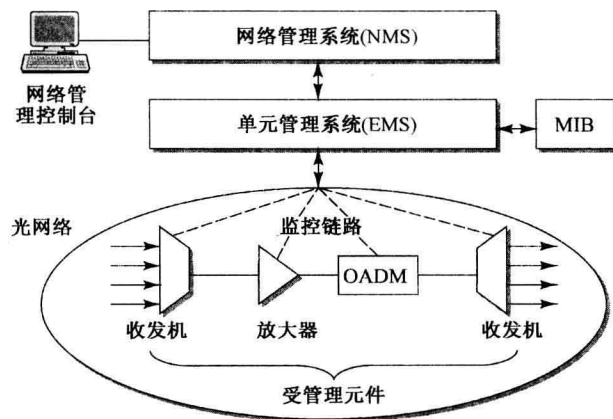 网络管理系统(NMS)
网络管
理控制台
单元管理系统(EMS)
MIB
光网络
监控链路
OADM
收发机
放大器
收发机
受管理元件